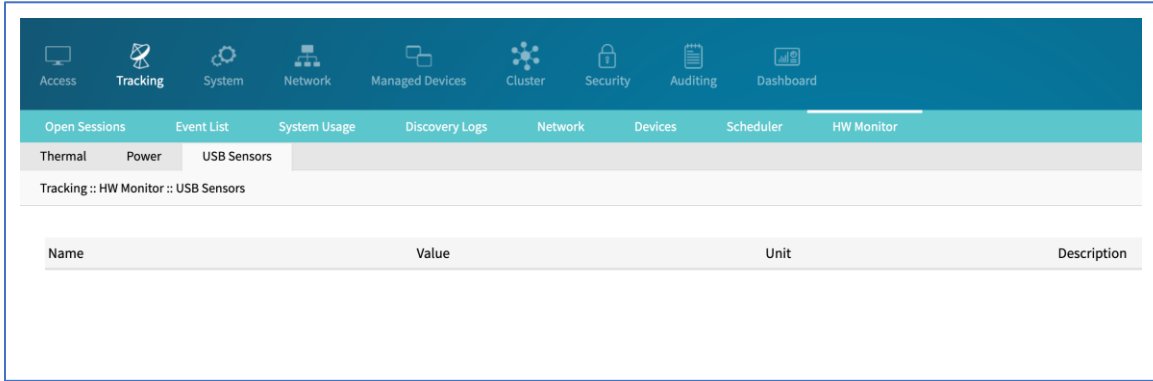 Access Tracking System Network Managed Devices Cluster Security Auditing Dashboard
Open Sessions Event List System Usage Discovery Logs Network Devices Scheduler HW Monitor
Thermal Power USB Sensors
Tracking :: HW Monitor :: USB Sensors
Name Value Unit Description